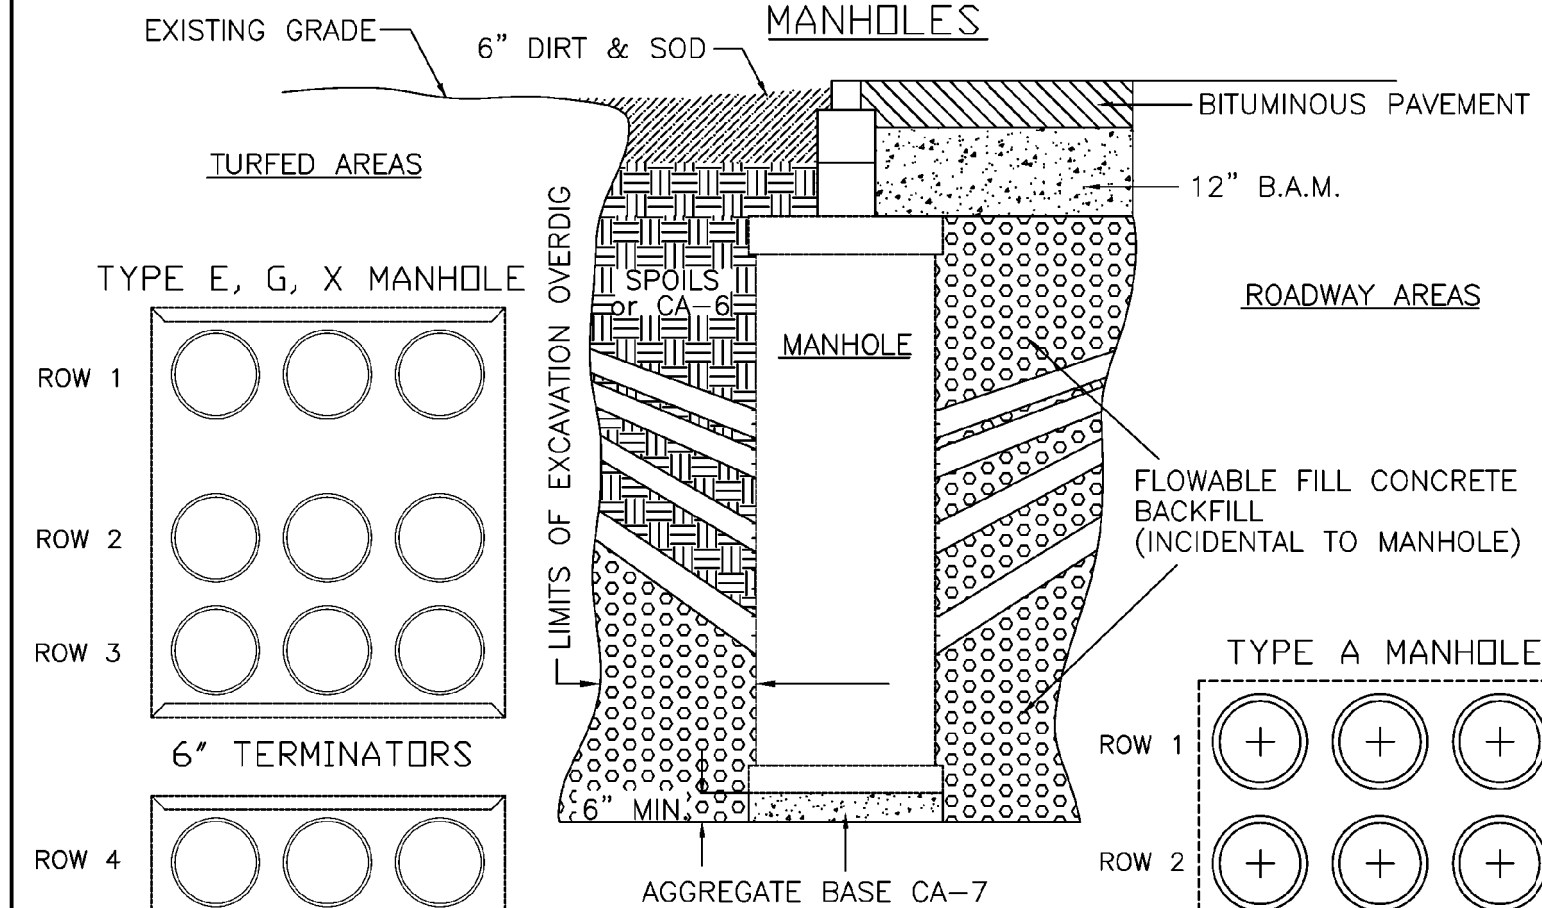 MANHOLES
EXISTING GRADE
6" DIRT & SOD
BITUMINOUS PAVEMENT
TURFED AREAS
12" B.A.M.
LIMITS OF EXCAVATION OVERDIG
TYPE E, G, X MANHOLE
SPOILS
or CA-6
ROADWAY AREAS
MANHOLE
ROW 1
ROW 2
ROW 3
FLOWABLE FILL CONCRETE
BACKFILL
(INCIDENTAL TO MANHOLE)
6" TERMINATORS
ROW 4
6" MIN.
AGGREGATE BASE CA-7
TYPE A MANHOLE
ROW 1
ROW 2